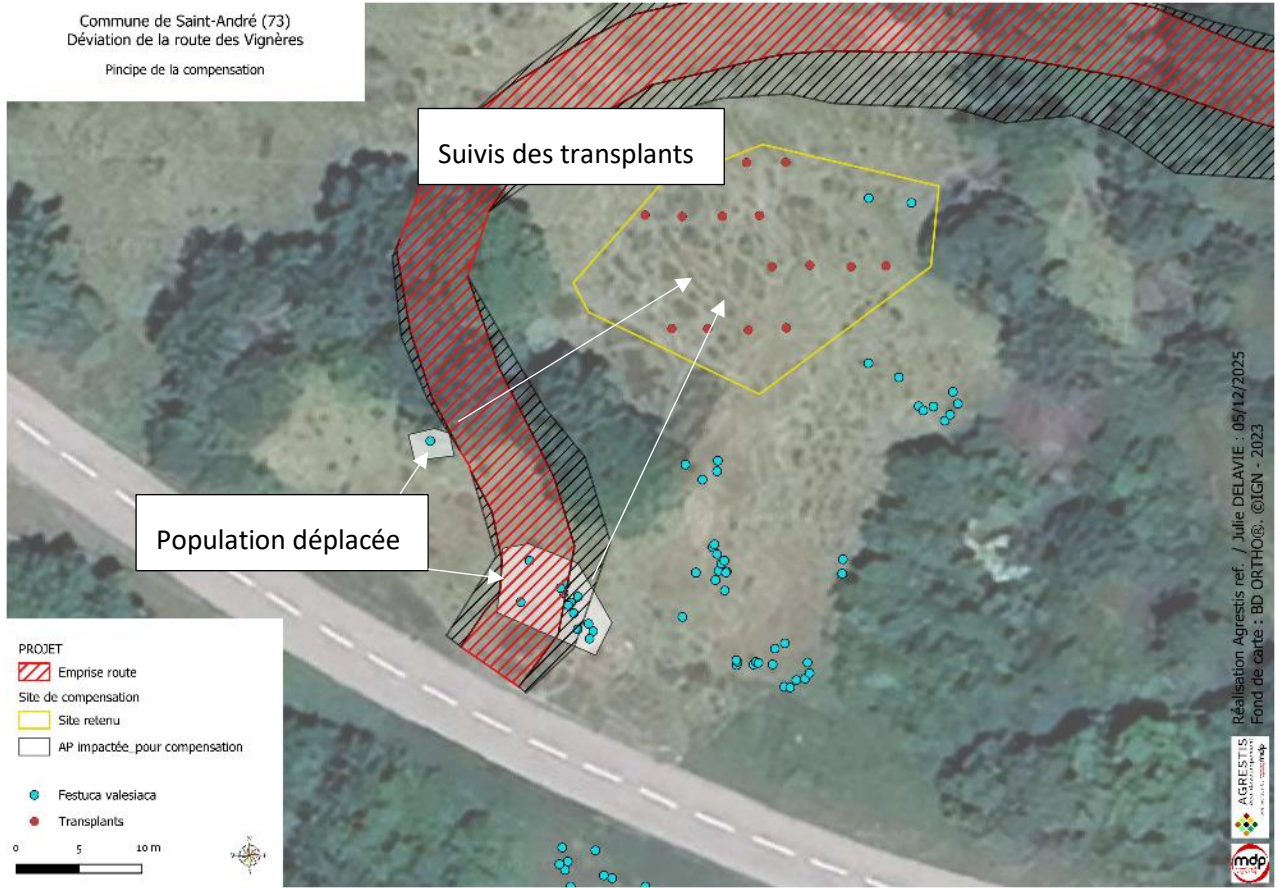 Commune de Saint-André (73)
Déviation de la route des Vignères
Pincipe de la compensation
Suivis des transplants
Population déplacée
PROJET
Emprise route
Site de compensation
Site retenu
AP impactée_pour compensation
Festuca valesiaca
Transplants
0 5 10 m
Réalisation Agrestis ref. / Julie DELAVIE : 05/12/2025
Fond de carte : BD ORTHO®. ©IGN - 2023
AGRESTIS
mdp